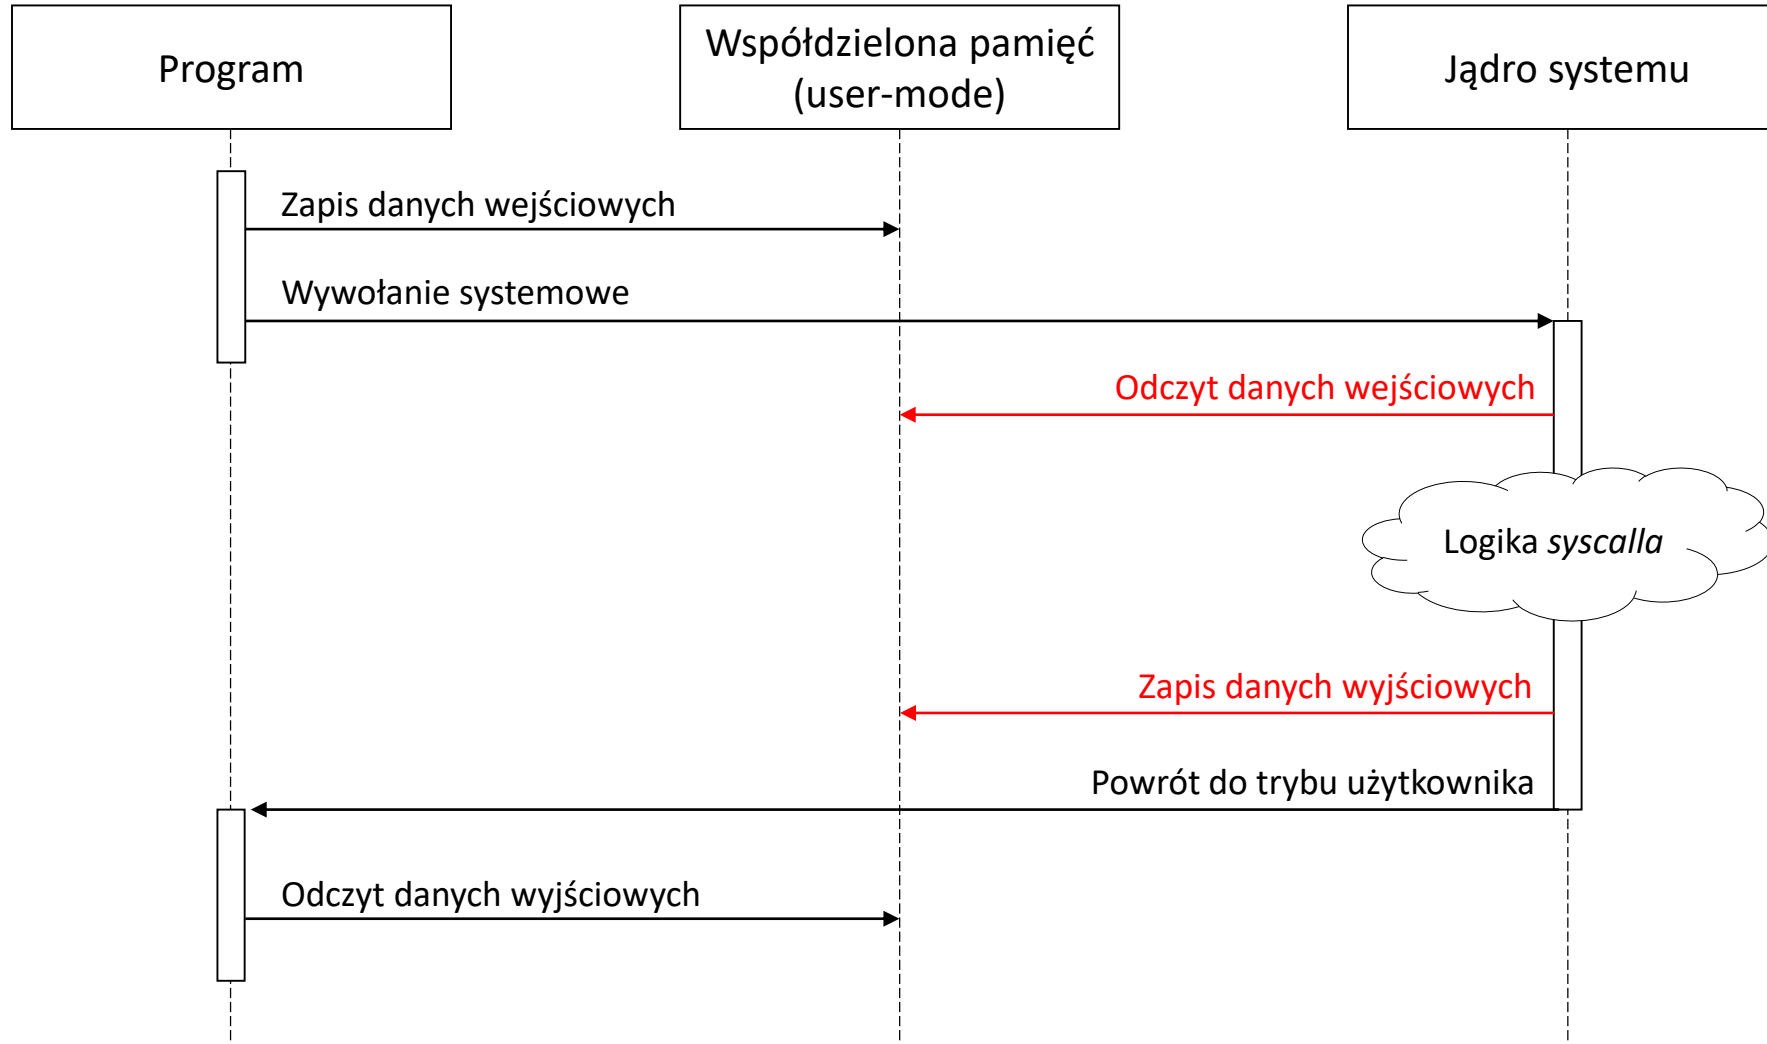 Program
Współdzielona pamięć
(user-mode)
Jądro systemu
Zapis danych wejściowych
Wywołanie systemowe
Odczyt danych wejściowych
Logika syscalla
Zapis danych wyjściowych
Powrót do trybu użytkownika
Odczyt danych wyjściowych